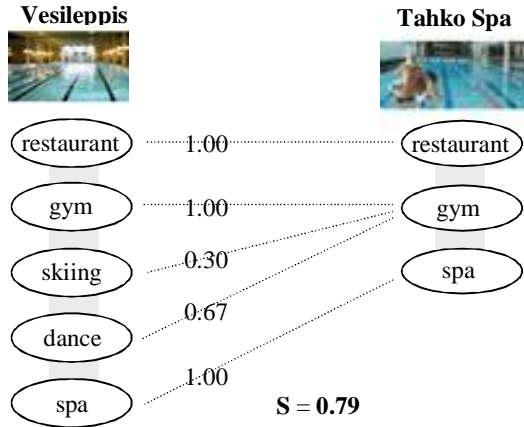 Vesileppis
Tahko Spa
restaurant 1.00 restaurant
gym 1.00 gym
skiing 0.30
spa
dance 0.67
spa 1.00
S = 0.79